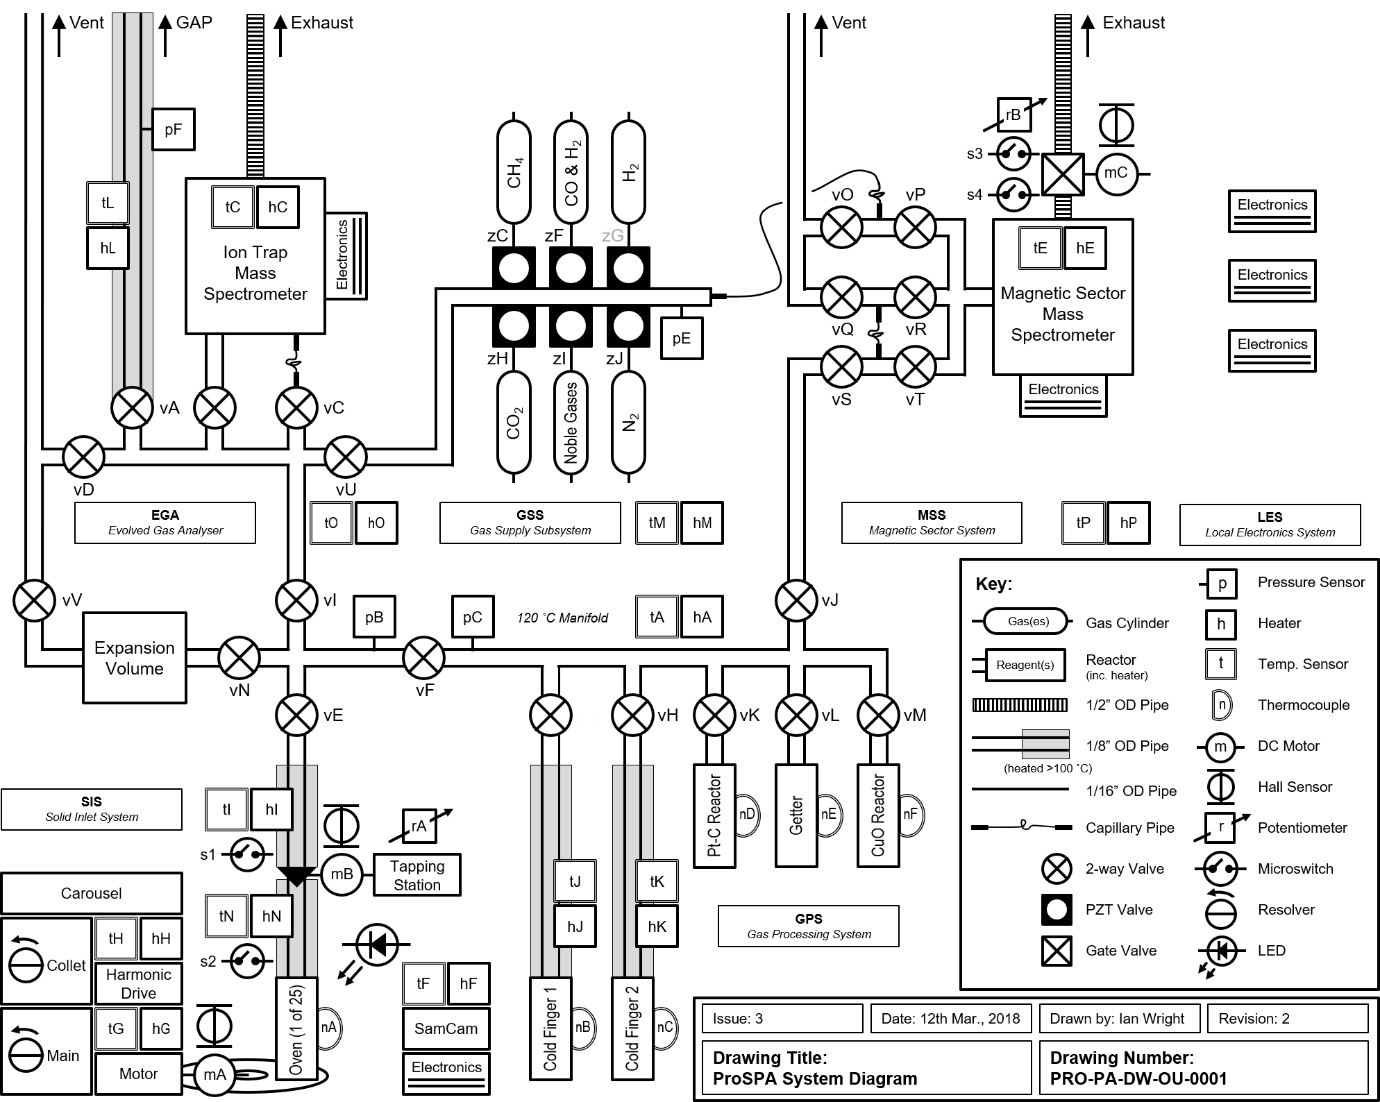 Vent
GAP
Exhaust
Vent
Exhaust
pF
rB
s3
mC
s4
CH4
CO & H2
H2
tL
hL
tC
hC
Ion Trap
Mass
Spectrometer
Electronics
zC
zF
zG
vO
vP
tE
hE
Magnetic Sector
Mass
Spectrometer
Electronics
Electronics
Electronics
Electronics
vQ
vR
pE
zH
zI
zJ
vS
vT
CO2
Noble Gases
N2
vA
vC
vD
vU
EGA
Evolved Gas Analyser
tO
hO
GSS
Gas Supply Subsystem
tM
hM
MSS
Magnetic Sector System
tP
hP
LES
Local Electronics System
vV
vI
pB
pC
120 °C Manifold
tA
hA
vJ
Expansion
Volume
vN
vF
vE
vH
vK
vL
vM
Key:
Gas(es)
Gas Cylinder
Reagent(s)
Reactor
(inc. heater)
1/2” OD Pipe
1/8” OD Pipe
(heated >100 °C)
1/16” OD Pipe
Capillary Pipe
2-way Valve
PZT Valve
Gate Valve
p
Pressure Sensor
h
Heater
t
Temp. Sensor
n
Thermocouple
m
DC Motor
Hall Sensor
r
Potentiometer
Microswitch
Resolver
LED
SIS
Solid Inlet System
tI
hI
s1
rA
mB
Tapping
Station
Pt-C Reactor
nD
Getter
nE
CuO Reactor
nF
Carousel
tN
hN
s2
tJ
hJ
tK
hK
GPS
Gas Processing System
Collet
tH
hH
Harmonic
Drive
tF
hF
SamCam
Electronics
Main
tG
hG
Motor
mA
Oven (1 of 25)
nA
Cold Finger 1
nB
Cold Finger 2
nC
Issue: 3
Date: 12th Mar., 2018
Drawn by: Ian Wright
Revision: 2
Drawing Title:
ProSPA System Diagram
Drawing Number:
PRO-PA-DW-OU-0001